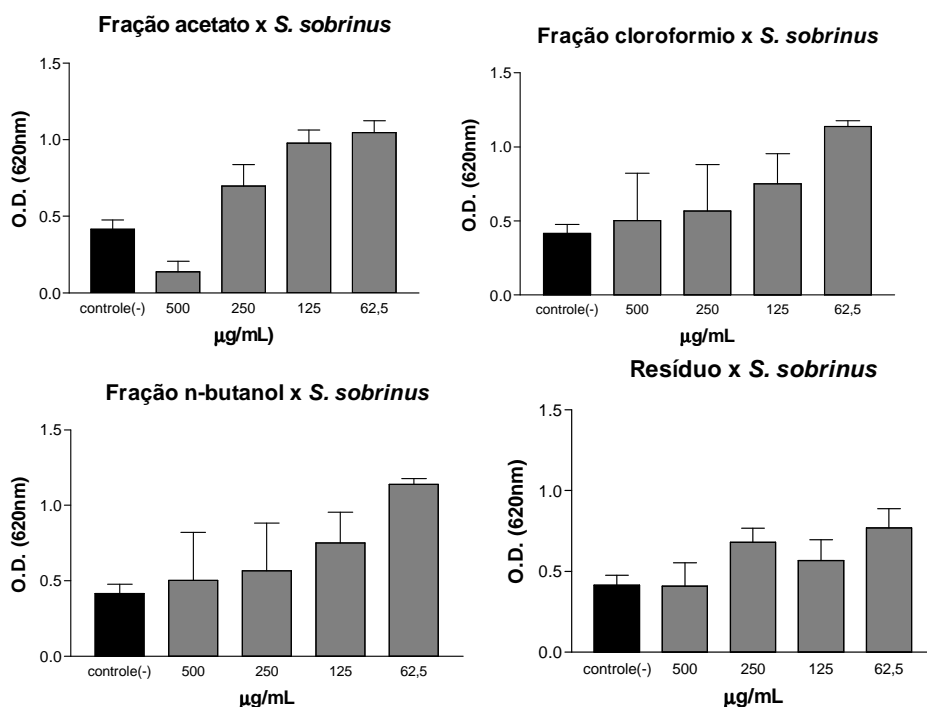 Fração acetato x S. sobrinus
1.5
1.0
0.5
0.0
O.D. (620nm)
controle(-) 500 250 125 62,5
µg/mL)
Fração cloroformio x S. sobrinus
1.5
1.0
0.5
0.0
O.D. (620nm)
controle(-) 500 250 125 62,5
µg/mL
Fração n-butanol x S. sobrinus
1.5
1.0
0.5
0.0
O.D. (620nm)
controle(-) 500 250 125 62,5
µg/mL
Resíduo x S. sobrinus
1.5
1.0
0.5
0.0
O.D. (620nm)
controle(-) 500 250 125 62,5
µg/mL